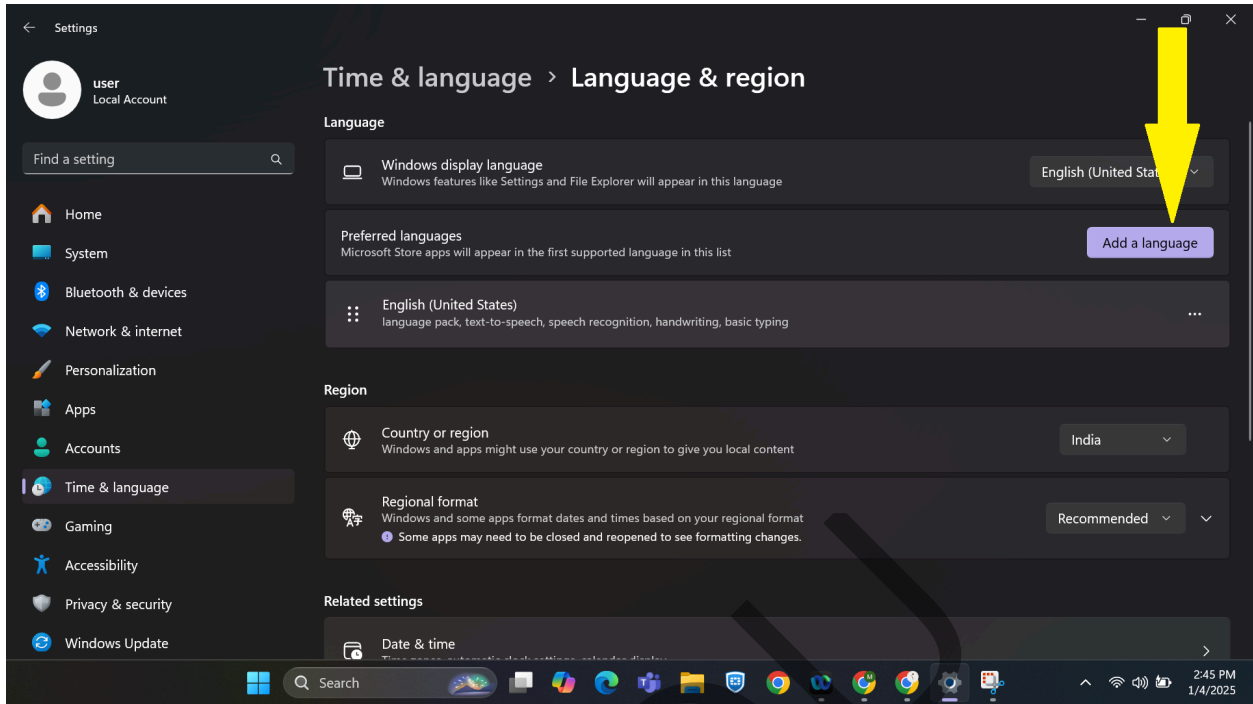 Settings
user
Local Account
Find a setting
Home
System
Bluetooth & devices
Network & internet
Personalization
Apps
Accounts
Time & language
Gaming
Accessibility
Privacy & security
Windows Update
Time & language > Language & region
Language
Windows display language
Windows features like Settings and File Explorer will appear in this language
English (United Stat
Preferred languages
Microsoft Store apps will appear in the first supported language in this list
Add a language
English (United States)
language pack, text-to-speech, speech recognition, handwriting, basic typing
Region
Country or region
Windows and apps might use your country or region to give you local content
India
Regional format
Windows and some apps format dates and times based on your regional format
Some apps may need to be closed and reopened to see formatting changes.
Recommended
Related settings
Date & time
Search
2:45 PM
1/4/2025